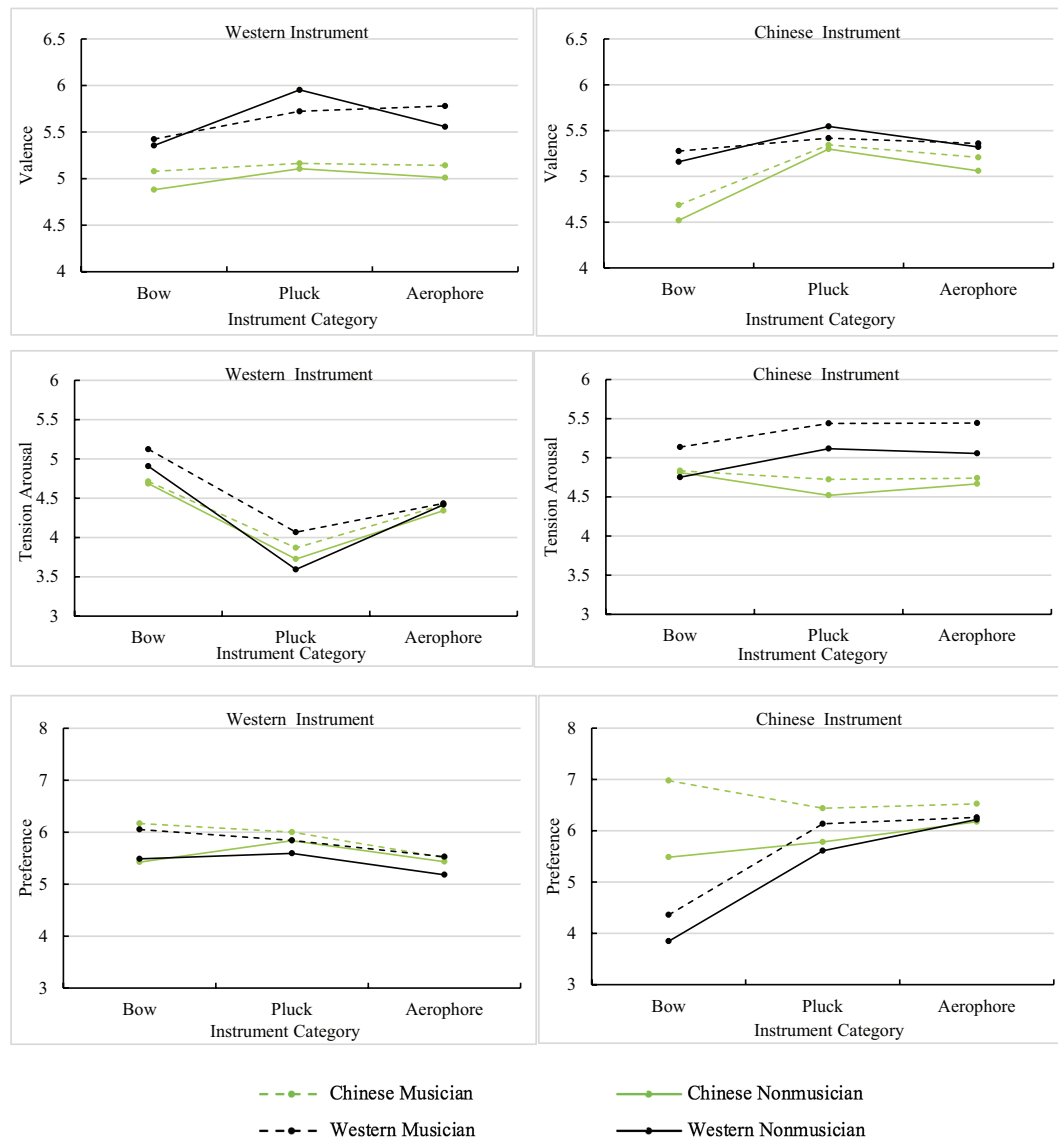 Western Instrument
6.5
6
5.5
5
4.5
4
Valence
Bow Pluck Aerophore
Instrument Category
Chinese Instrument
6.5
6
5.5
5
4.5
4
Valence
Bow Pluck Aerophore
Instrument Category
Western Instrument
6
5.5
5
4.5
4
3.5
3
Tension Arousal
Bow Pluck Aerophore
Instrument Category
Chinese Instrument
6
5.5
5
4.5
4
3.5
3
Tension Arousal
Bow Pluck Aerophore
Instrument Category
Western Instrument
8
7
6
5
4
3
Preference
Bow Pluck Aerophore
Instrument Category
Chinese Instrument
8
7
6
5
4
3
Preference
Bow Pluck Aerophore
Instrument Category
Chinese Musician Chinese Nonmusician
Western Musician Western Nonmusician